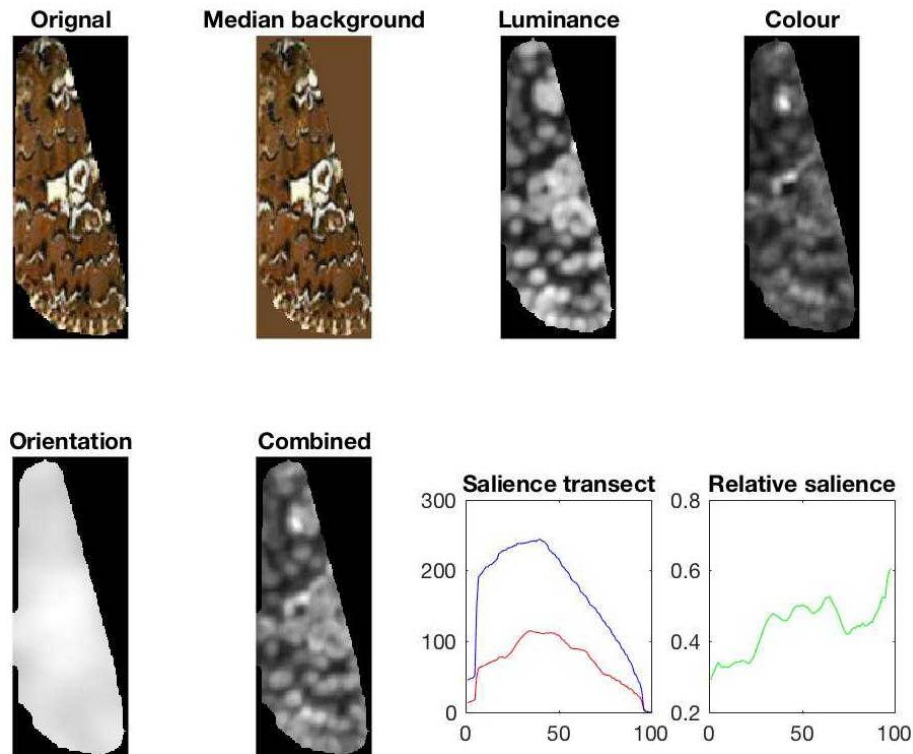 Orignal
Median background
Luminance
Colour
Orientation
Combined
Salience transect
300
200
100
0
0
50
100
Relative salience
0.8
0.6
0.4
0.2
0
50
100